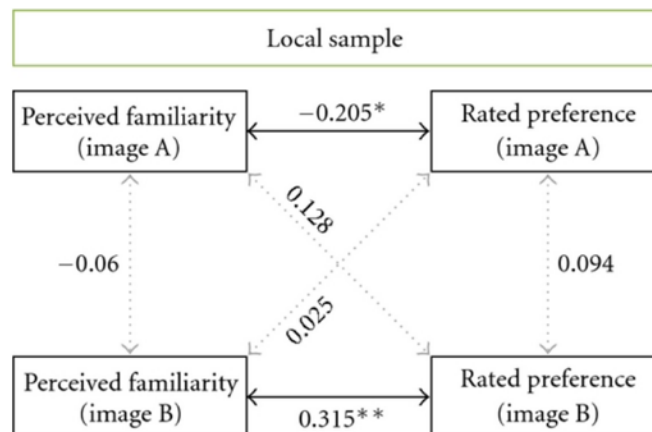 Local sample
Perceived familiarity
(image A)
−0.205*
Rated preference
(image A)
0.128
−0.06
0.094
0.025
Perceived familiarity
(image B)
0.315**
Rated preference
(image B)